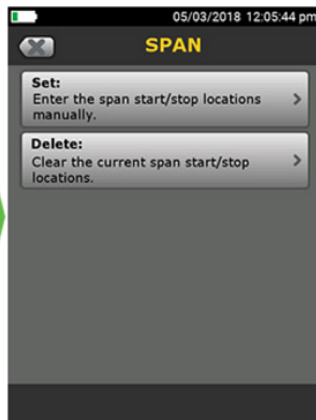 05/03/2018 12:05:44 pm
SPAN
Set:
Enter the span start/stop locations
manually.
Delete:
Clear the current span start/stop
locations.